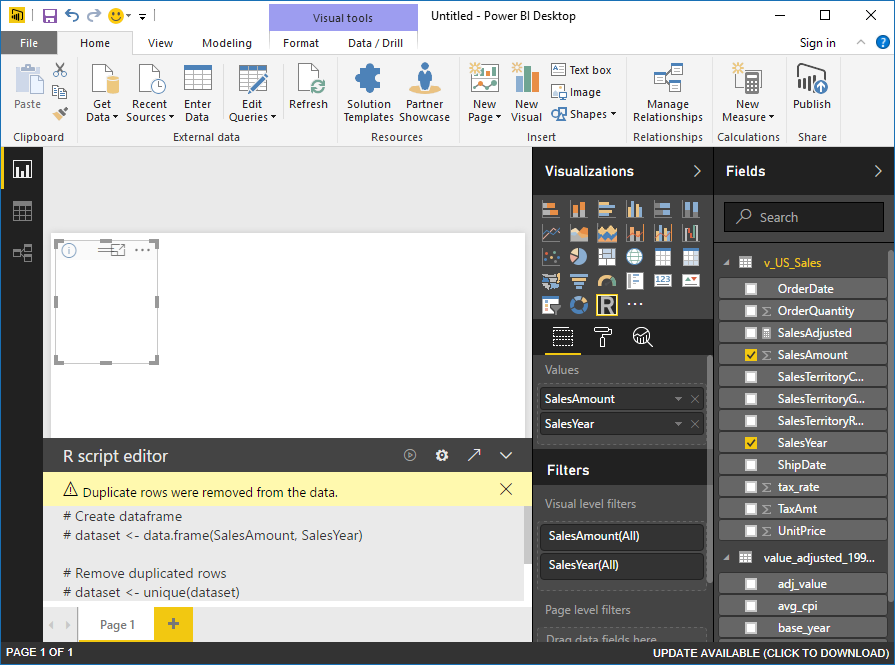 Visual tools
Untitled - Power BI Desktop
File
Home
View
Modeling
Format
Data / Drill
Sign in
?
Paste
Get Data
Recent Sources
Enter Data
Edit Queries
Refresh
Solution Templates
Partner Showcase
New Page
New Visual
Text box
Image
Shapes
Manage Relationships
New Measure
Publish
Clipboard
External data
Resources
Insert
Relationships
Calculations
Share
R script editor
Duplicate rows were removed from the data.
# Create dataframe
# dataset <- data.frame(SalesAmount, SalesYear)
# Remove duplicated rows
# dataset <- unique(dataset)
Page 1
+
Visualizations
123
R
Values
SalesAmount
SalesYear
Filters
Visual level filters
SalesAmount(All)
SalesYear(All)
Page level filters
Drag data fields here
Fields
Search
v_US_Sales
OrderDate
Σ OrderQuantity
SalesAdjusted
Σ SalesAmount
SalesTerritoryC...
SalesTerritoryG...
SalesTerritoryR...
SalesYear
ShipDate
Σ tax_rate
Σ TaxAmt
Σ UnitPrice
value_adjusted_199...
adj_value
avg_cpi
base_year
PAGE 1 OF 1
UPDATE AVAILABLE (CLICK TO DOWNLOAD)